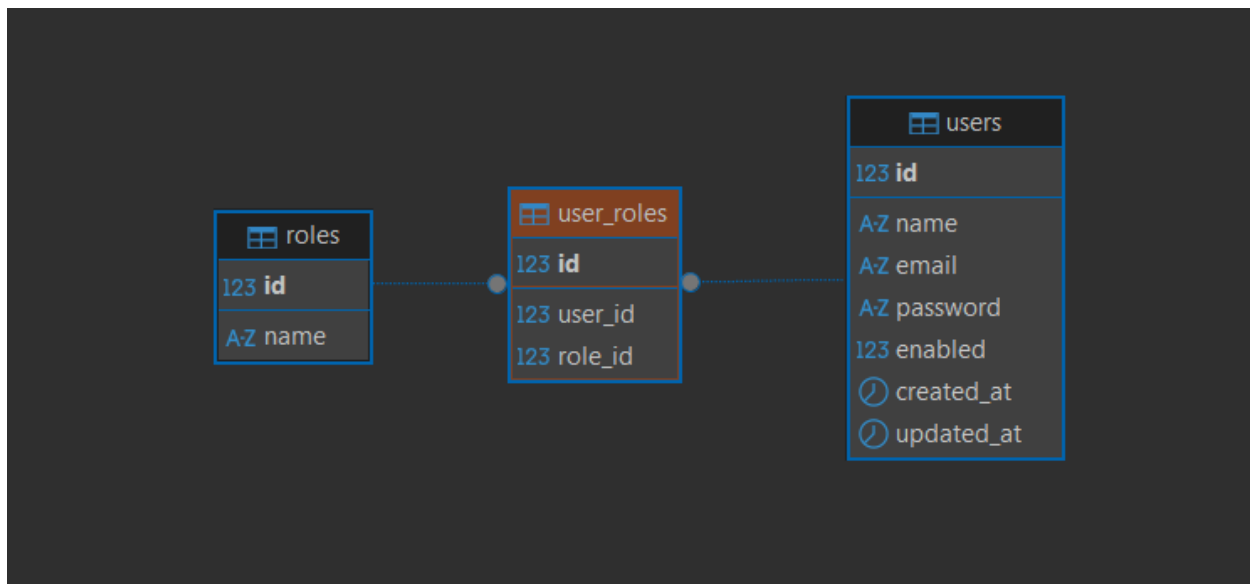 roles
123 id
A-Z name
user_roles
123 id
123 user_id
123 role_id
users
123 id
A-Z name
A-Z email
A-Z password
123 enabled
created_at
updated_at